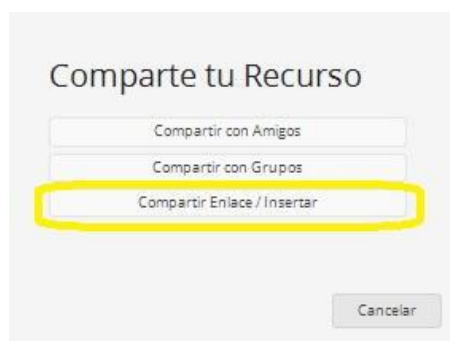 Comparte tu Recurso
Compartir con Amigos
Compartir con Grupos
Compartir Enlace / Insertar
Cancelar